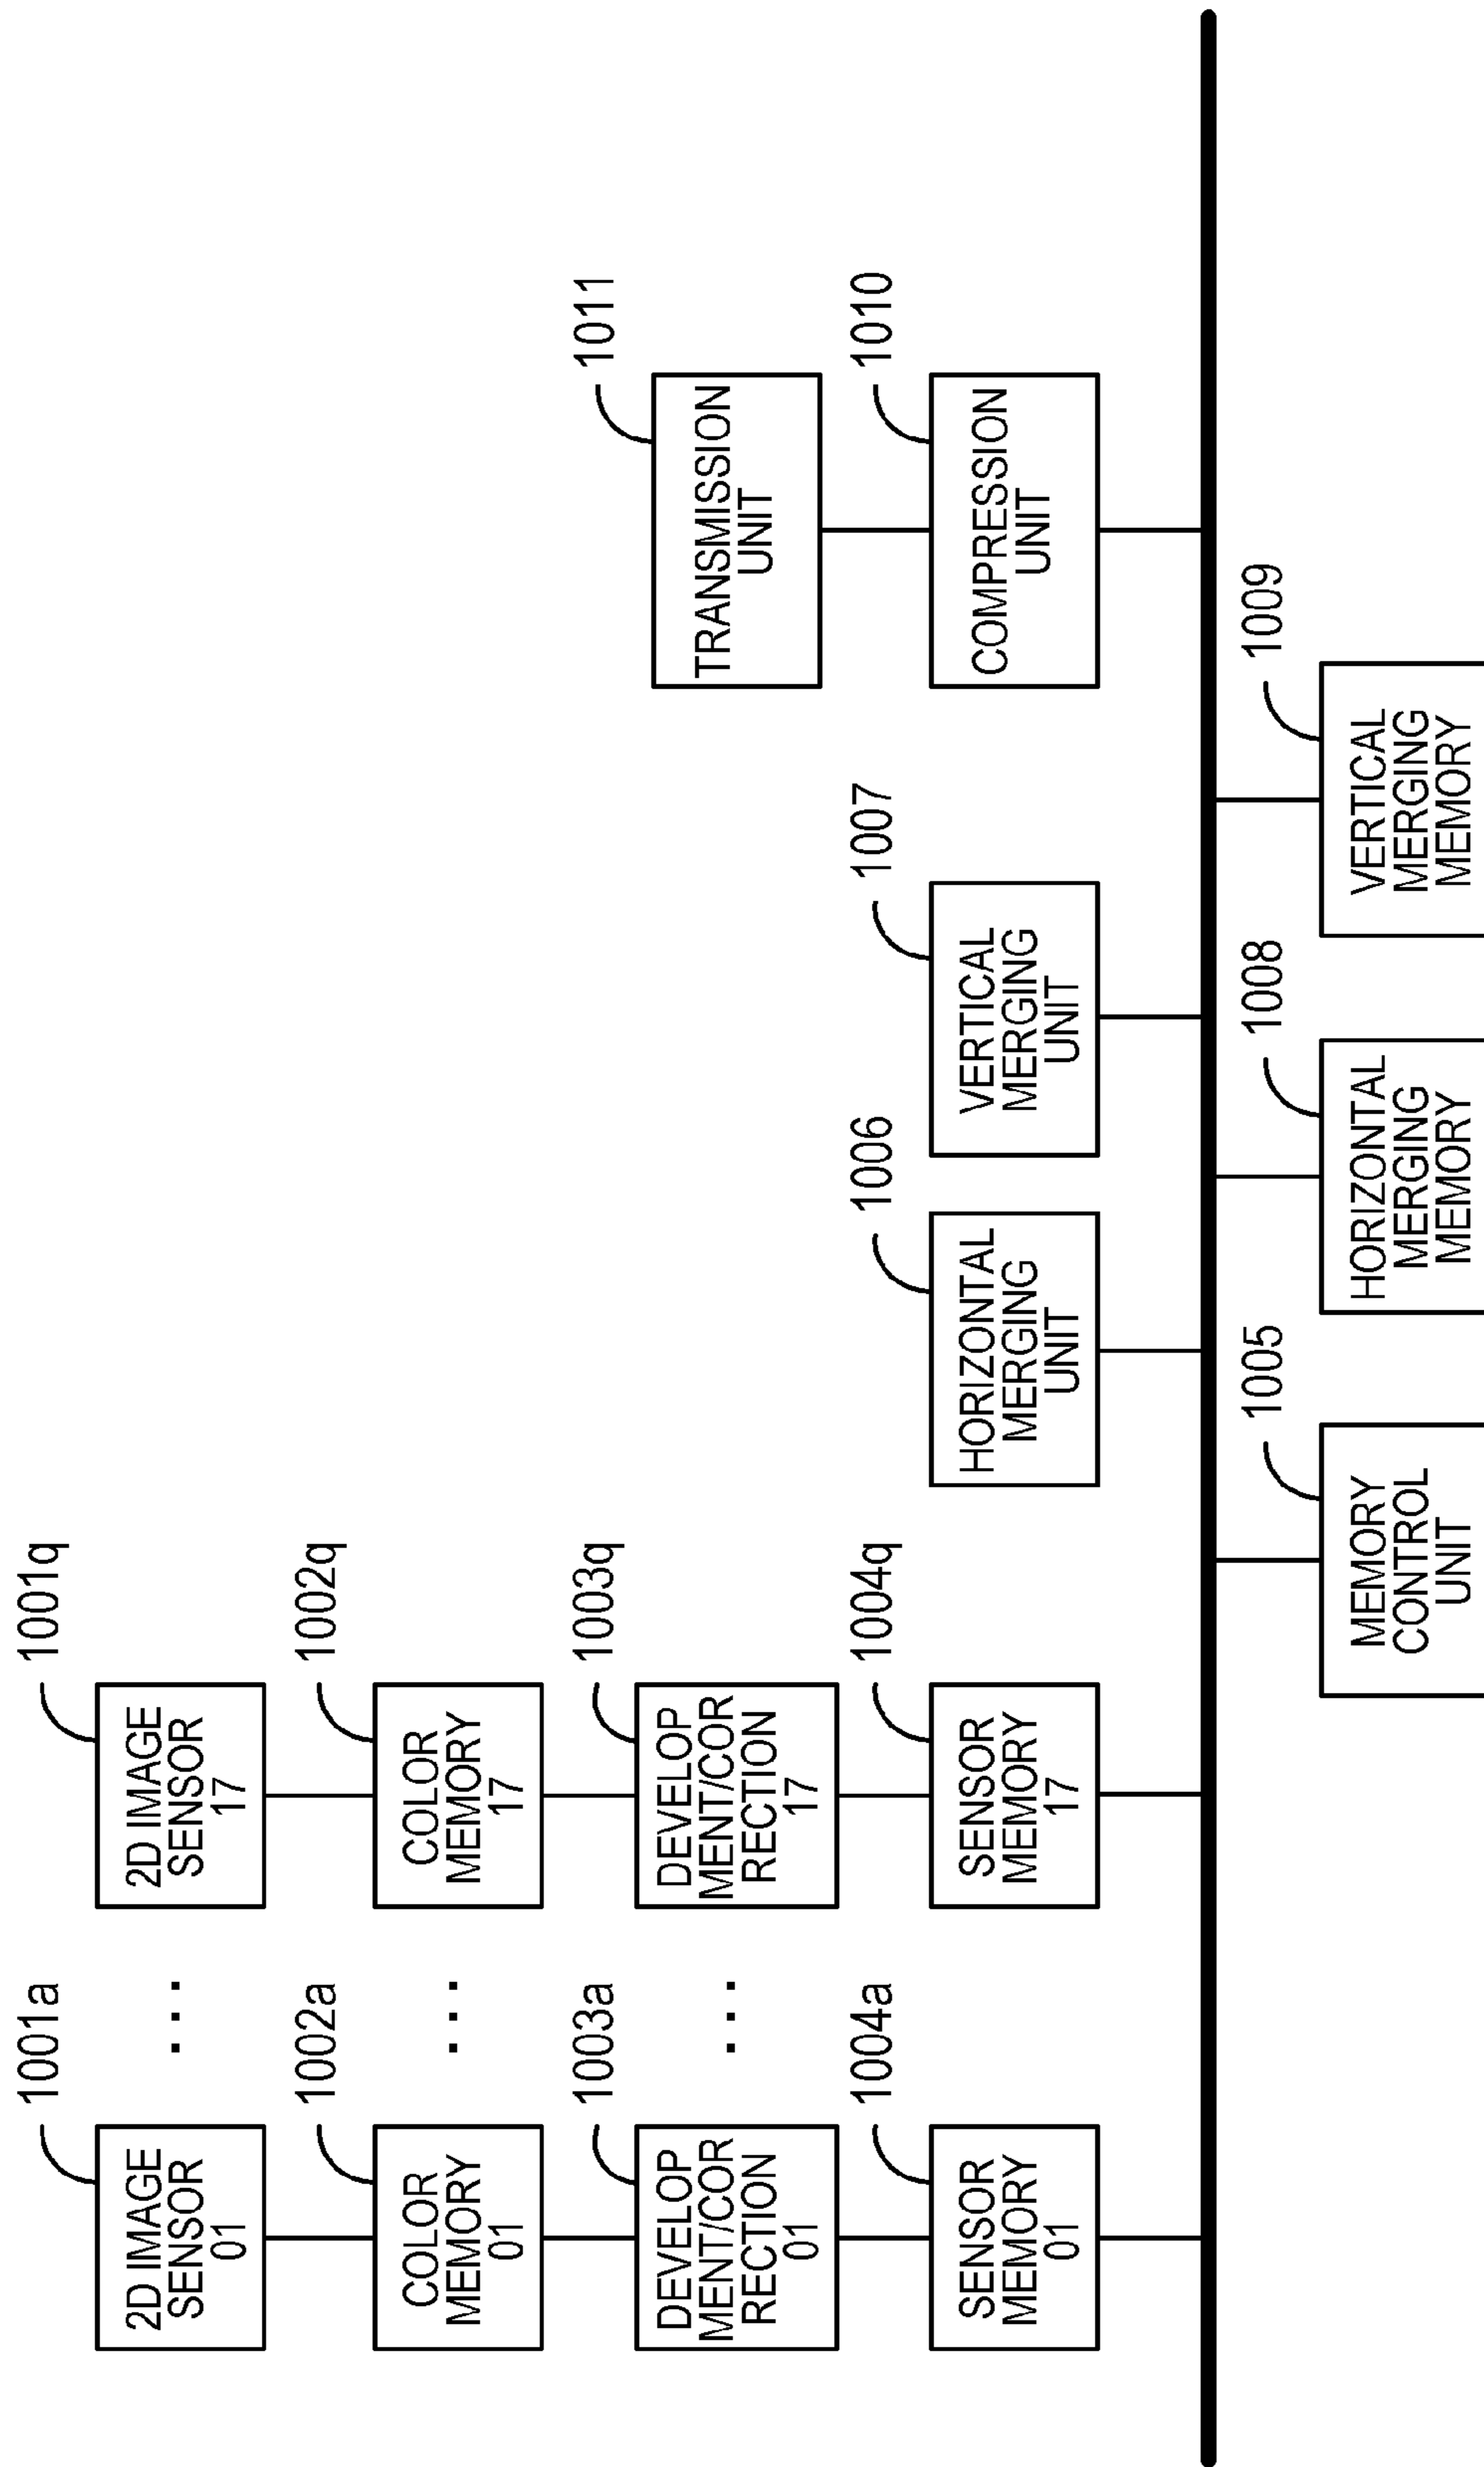 1001a
2D IMAGE
SENSOR
01
1001q
2D IMAGE
SENSOR
17
1002a
COLOR
MEMORY
01
1002q
COLOR
MEMORY
17
1003a
DEVELOP
MENT/COR
RECTION
01
1003q
DEVELOP
MENT/COR
RECTION
17
1011
TRANSMISSION
UNIT
1004a
SENSOR
MEMORY
01
1004q
SENSOR
MEMORY
17
1006
HORIZONTAL
MERGING
UNIT
1007
VERTICAL
MERGING
UNIT
1010
COMPRESSION
UNIT
1005
MEMORY
CONTROL
UNIT
1008
HORIZONTAL
MERGING
MEMORY
1009
VERTICAL
MERGING
MEMORY